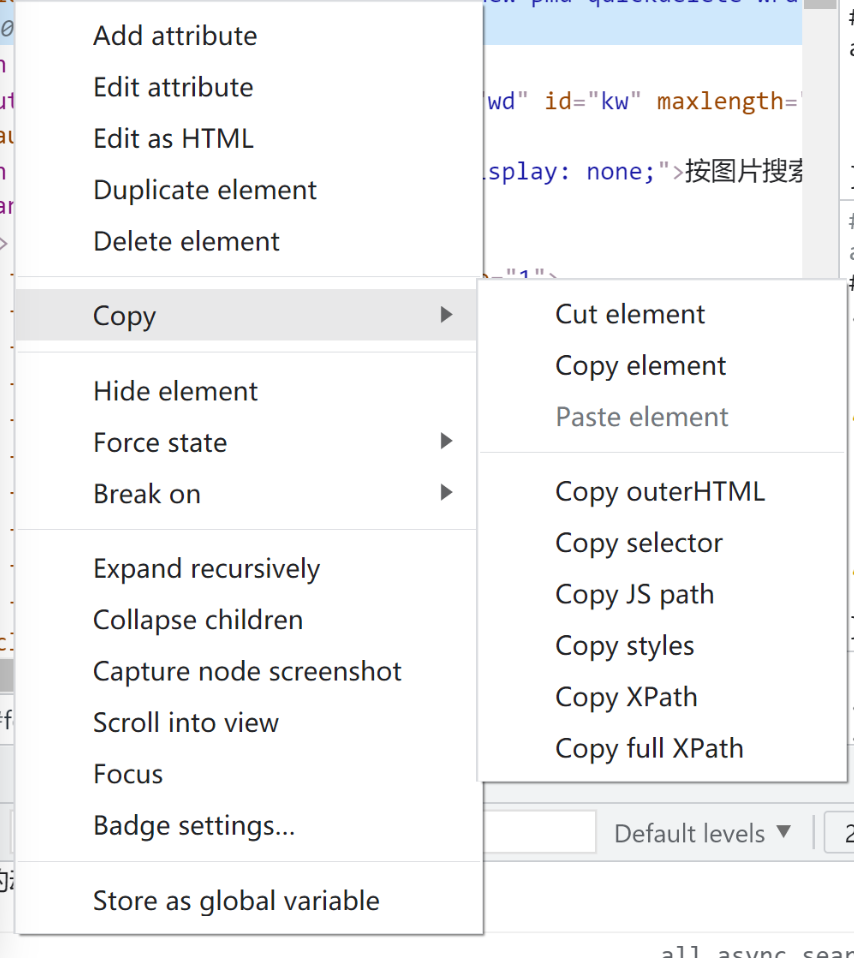 Add attribute
Edit attribute
Edit as HTML
Duplicate element
Delete element
Copy
Hide element
Force state
Break on
Expand recursively
Collapse children
Capture node screenshot
Scroll into view
Focus
Badge settings...
Store as global variable
Cut element
Copy element
Paste element
Copy outerHTML
Copy selector
Copy JS path
Copy styles
Copy XPath
Copy full XPath
wd" id="kw" maxlength="
display: none;">按图片搜索
"1">
Default levels ▼
2
all async sear